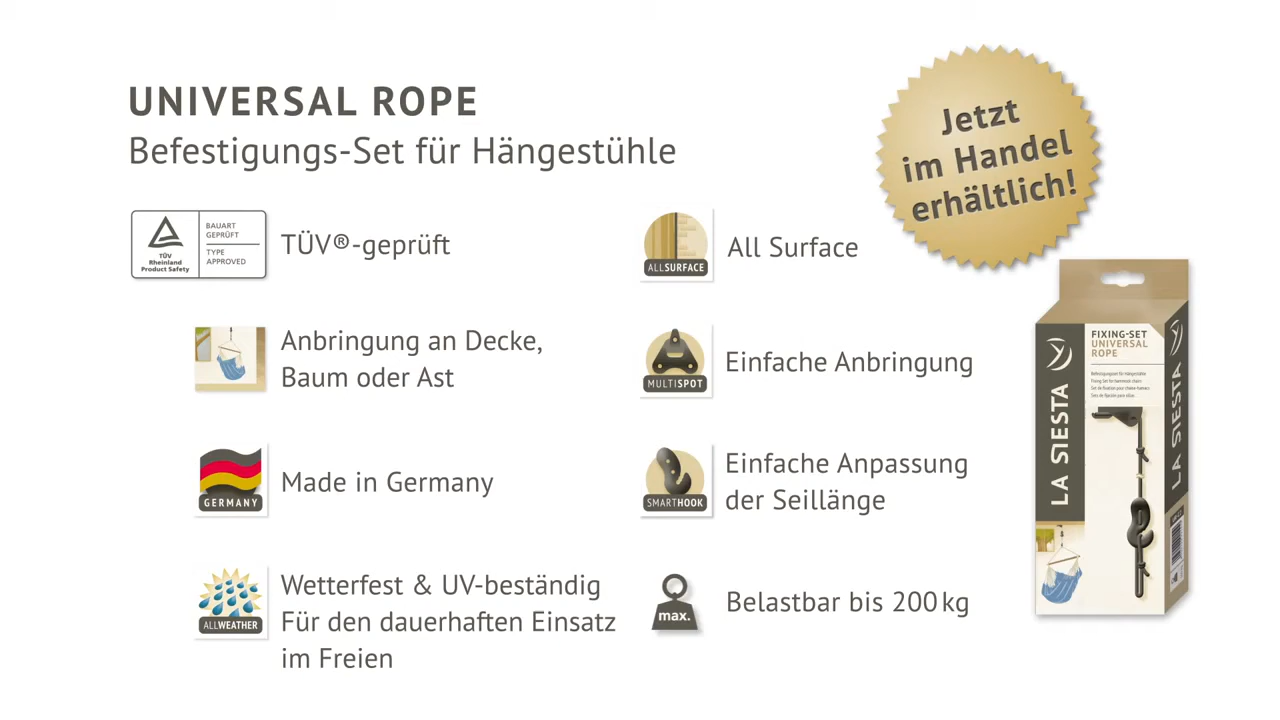 UNIVERSAL ROPE
Befestigungs-Set für Hängestühle
Jetzt
im Handel
erhältlich!
TÜV
Rheinland
Product Safety
BAUART
GEPRÜFT
TYPE
APPROVED
TÜV®-geprüft
ALLSURFACE
All Surface
Anbringung an Decke,
Baum oder Ast
MULTISPOT
Einfache Anbringung
GERMANY
Made in Germany
SMARTHOOK
Einfache Anpassung
der Seillänge
ALLWEATHER
Wetterfest & UV-beständig
Für den dauerhaften Einsatz
im Freien
max.
Belastbar bis 200 kg
FIXING-SET
UNIVERSAL
ROPE
LA SIESTA
LA SIESTA